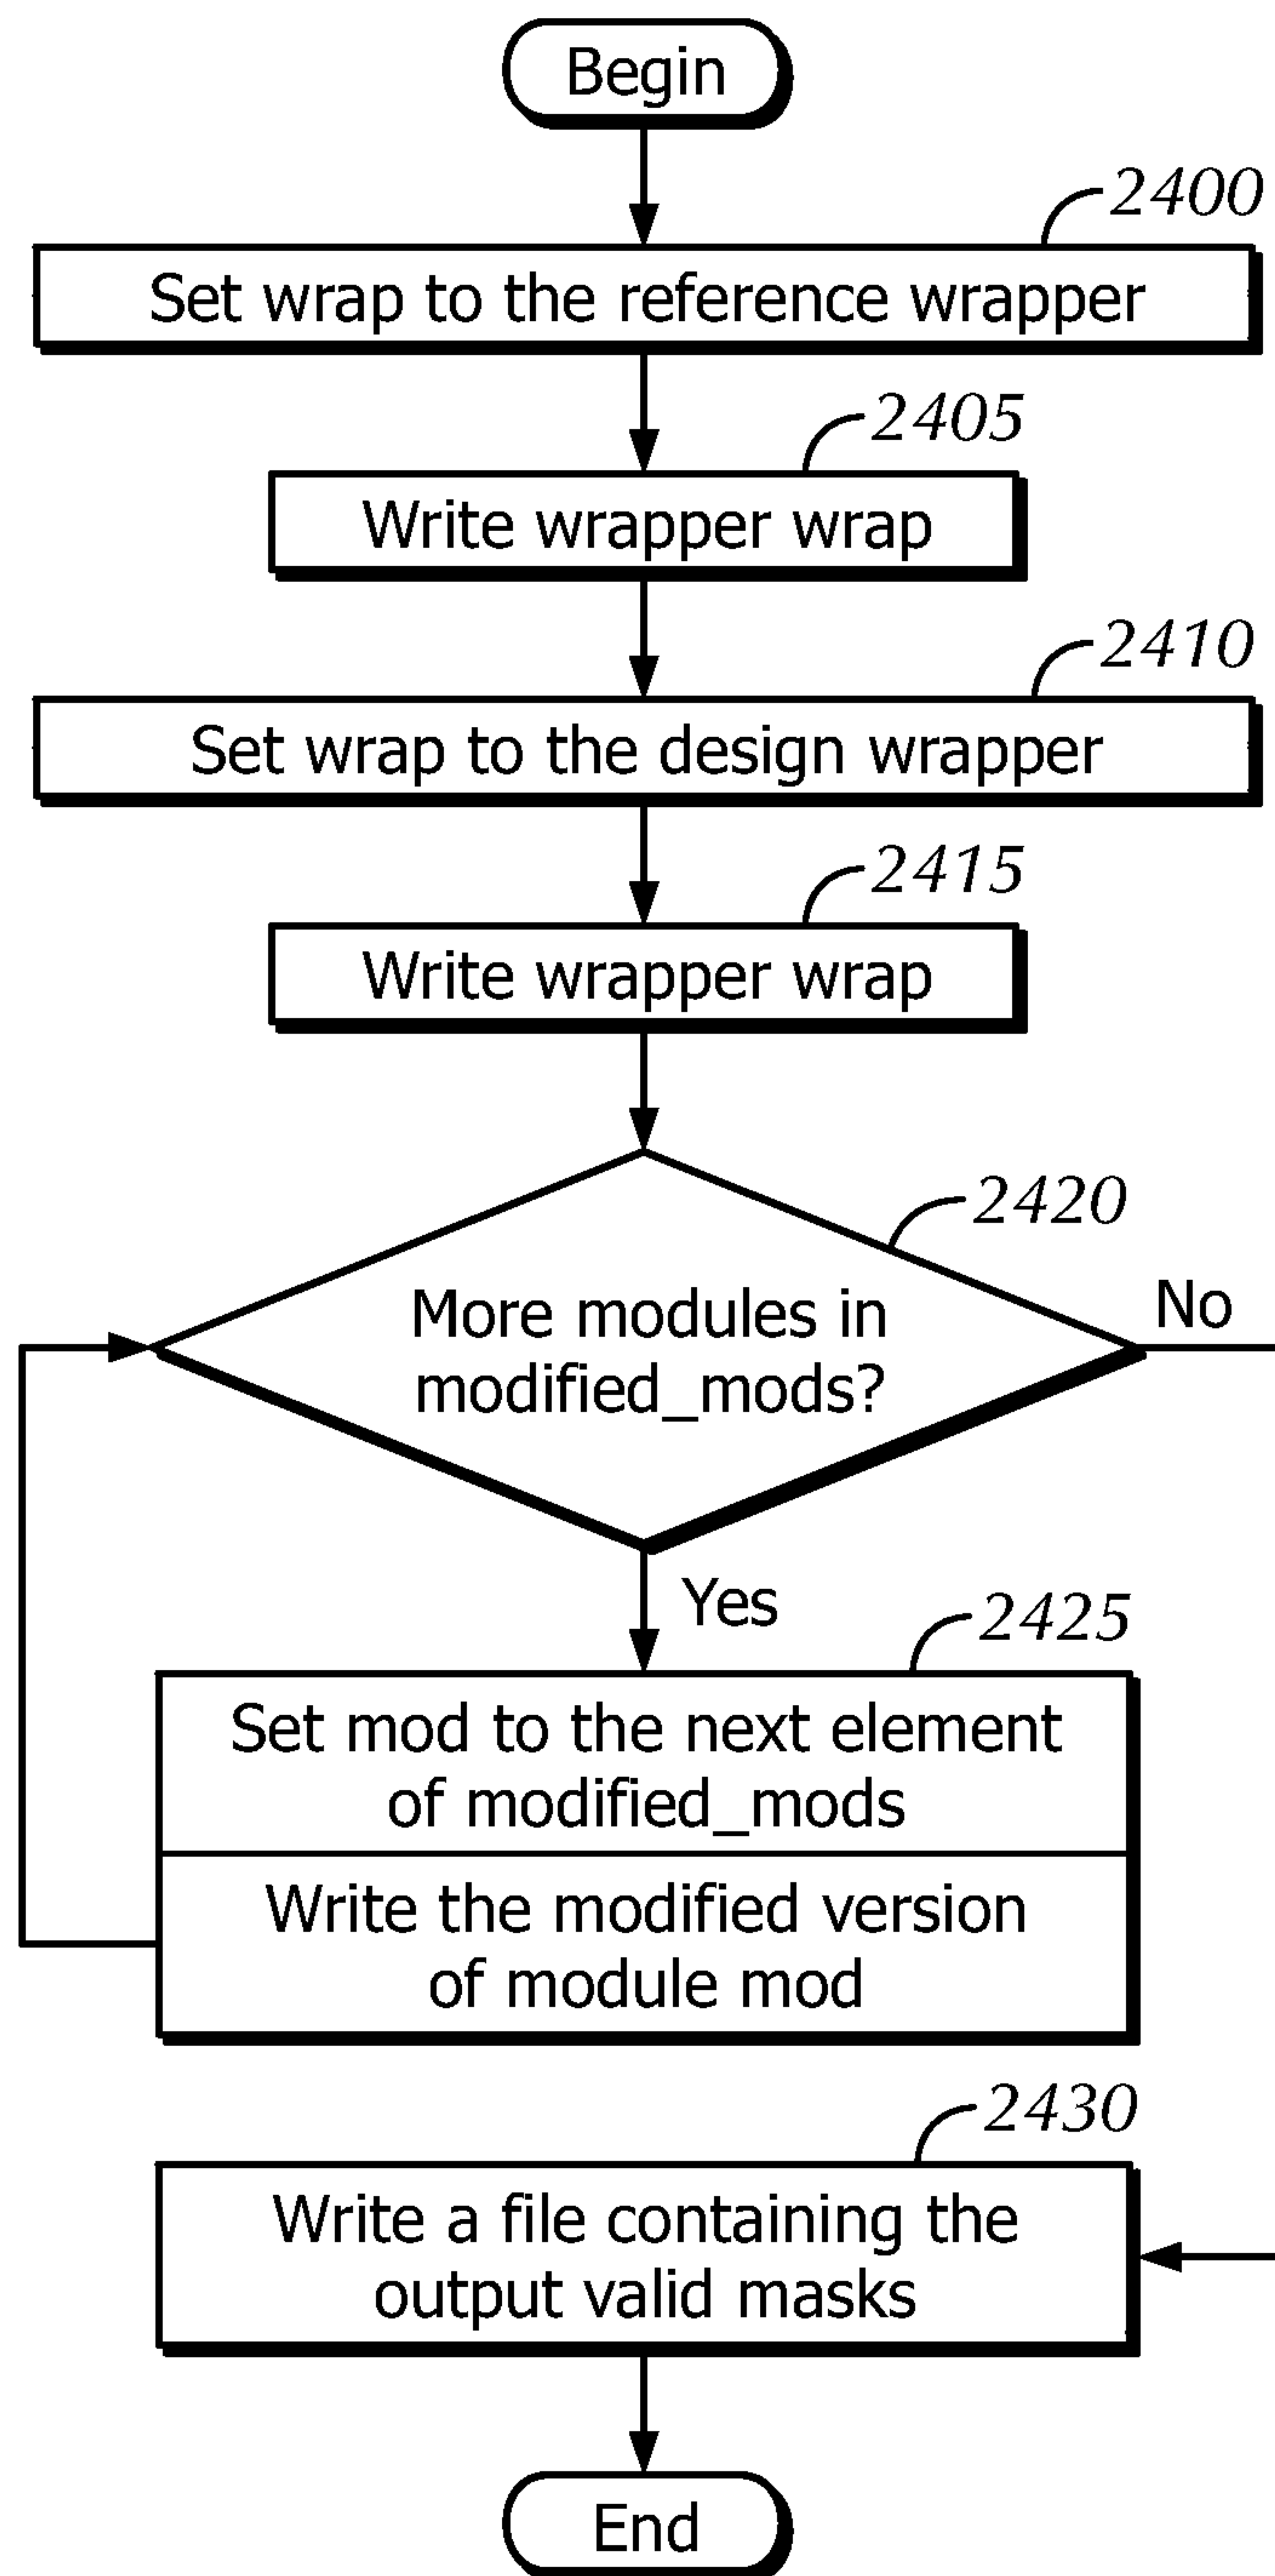 Begin
2400
Set wrap to the reference wrapper
2405
Write wrapper wrap
2410
Set wrap to the design wrapper
2415
Write wrapper wrap
2420
More modules in
modified_mods?
No
Yes
2425
Set mod to the next element
of modified_mods
Write the modified version
of module mod
2430
Write a file containing the
output valid masks
End